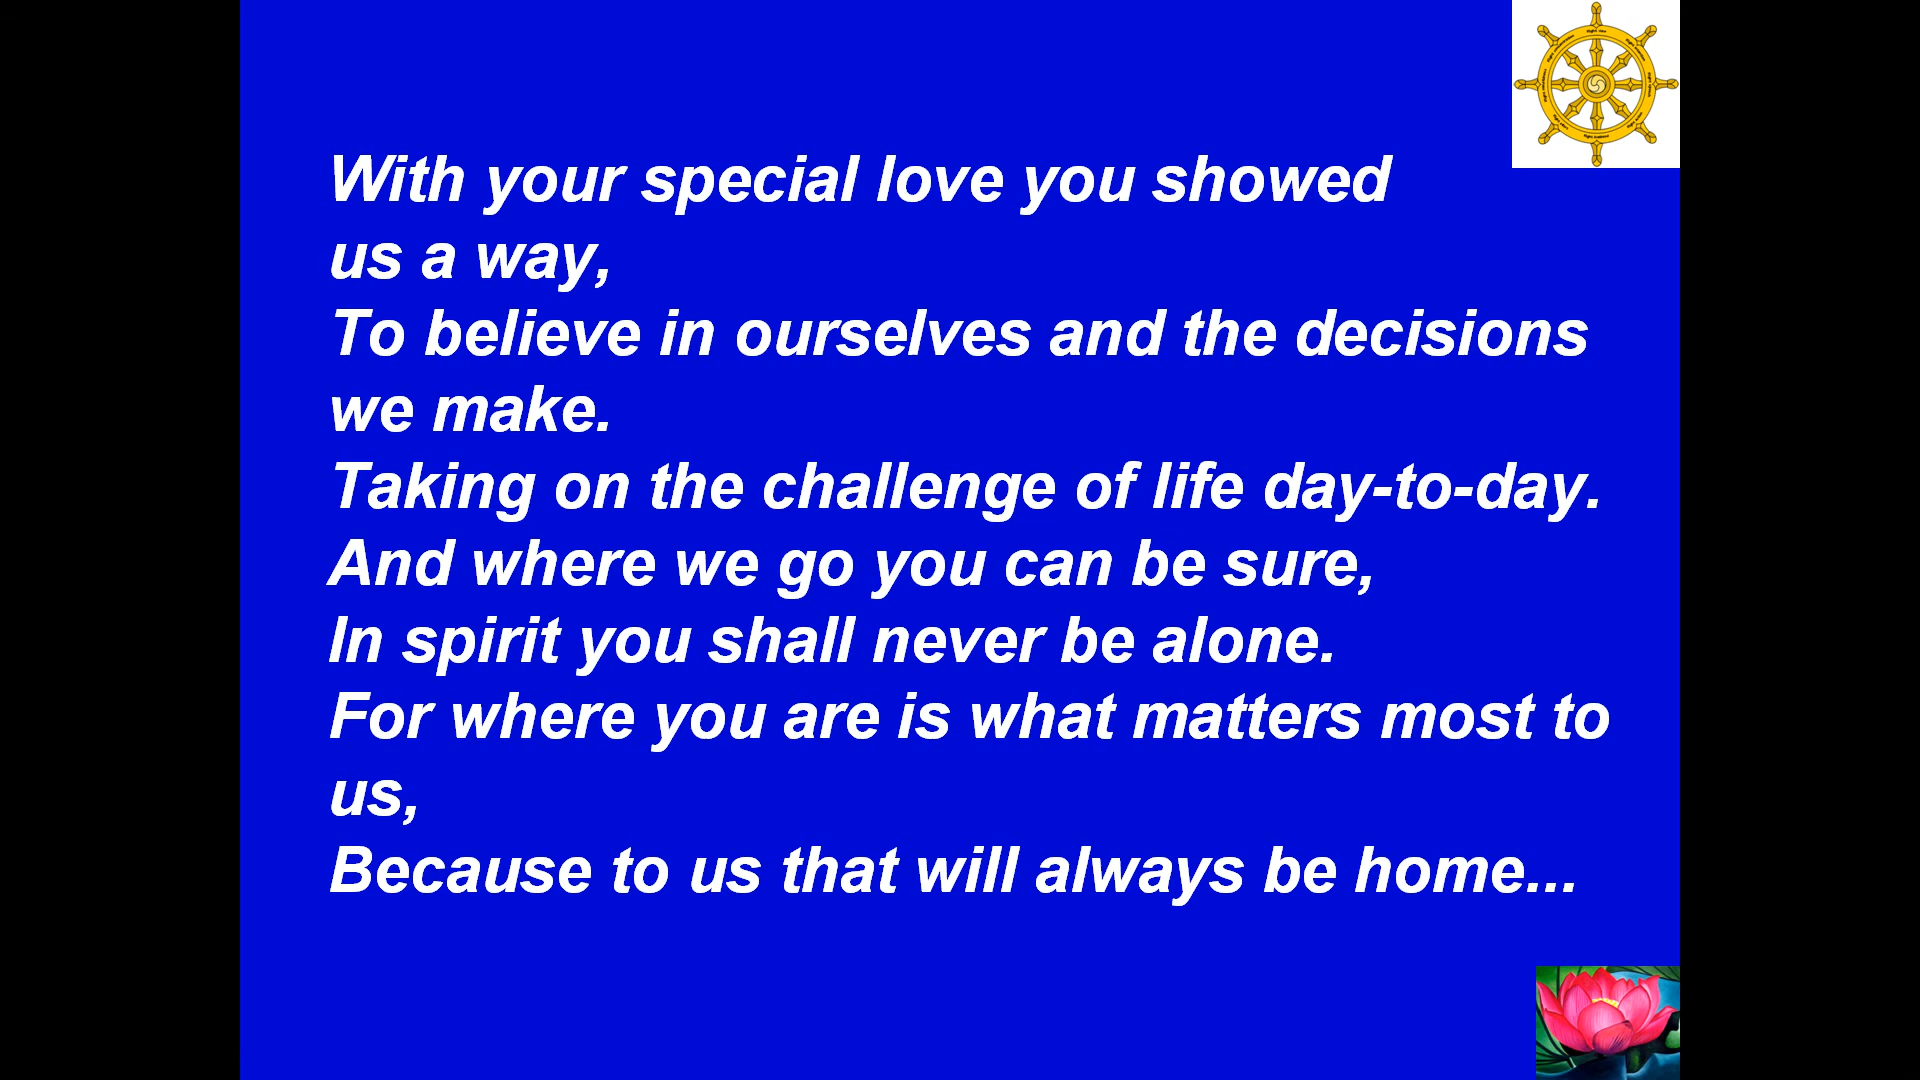 With your special love you showed
us a way,
To believe in ourselves and the decisions
we make.
Taking on the challenge of life day-to-day.
And where we go you can be sure,
In spirit you shall never be alone.
For where you are is what matters most to
us,
Because to us that will always be home...